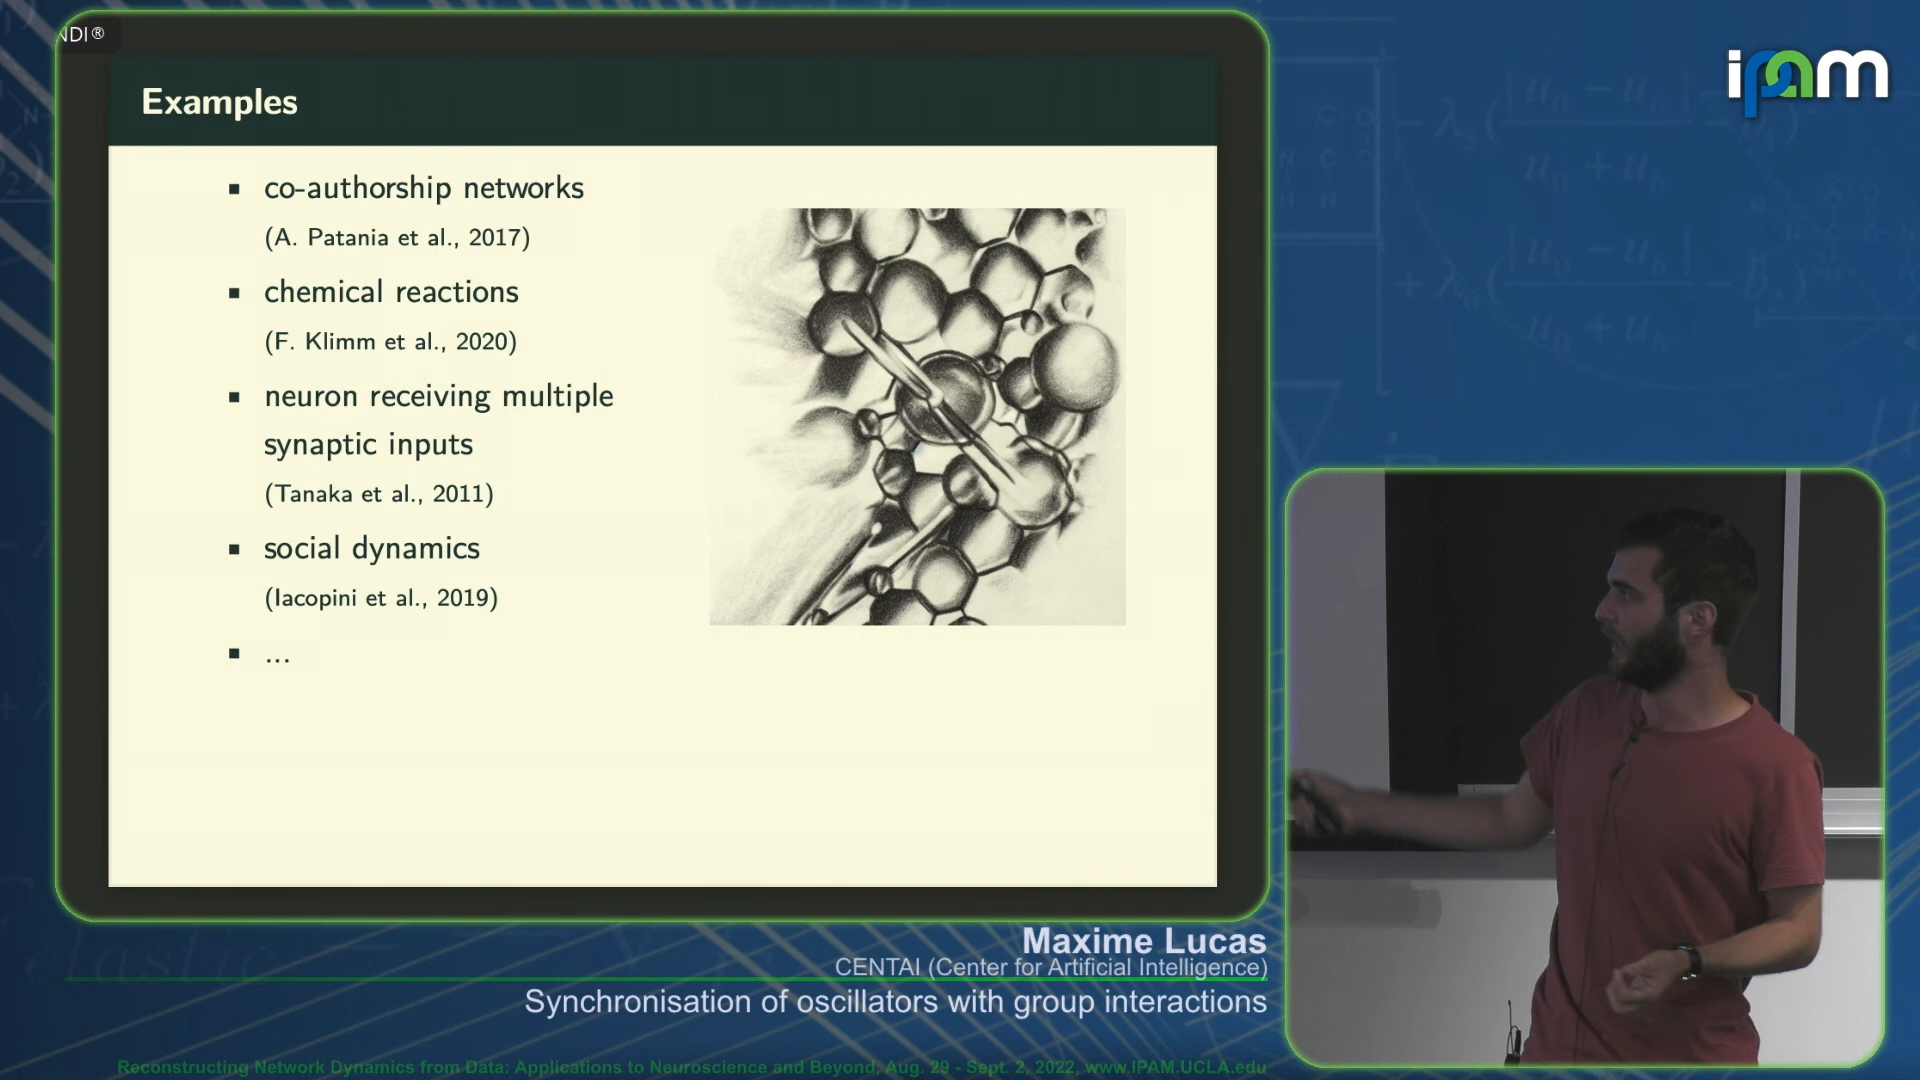 NDI®
ipam
Examples
co-authorship networks
(A. Patania et al., 2017)
chemical reactions
(F. Klimm et al., 2020)
neuron receiving multiple
synaptic inputs
(Tanaka et al., 2011)
social dynamics
(Iacopini et al., 2019)
...
Maxime Lucas
CENTAI (Center for Artificial Intelligence)
Synchronisation of oscillators with group interactions
Reconstructing Network Dynamics from Data: Applications to Neuroscience and Beyond, Aug. 29 - Sept. 2, 2022, www.IPAM.UCLA.edu